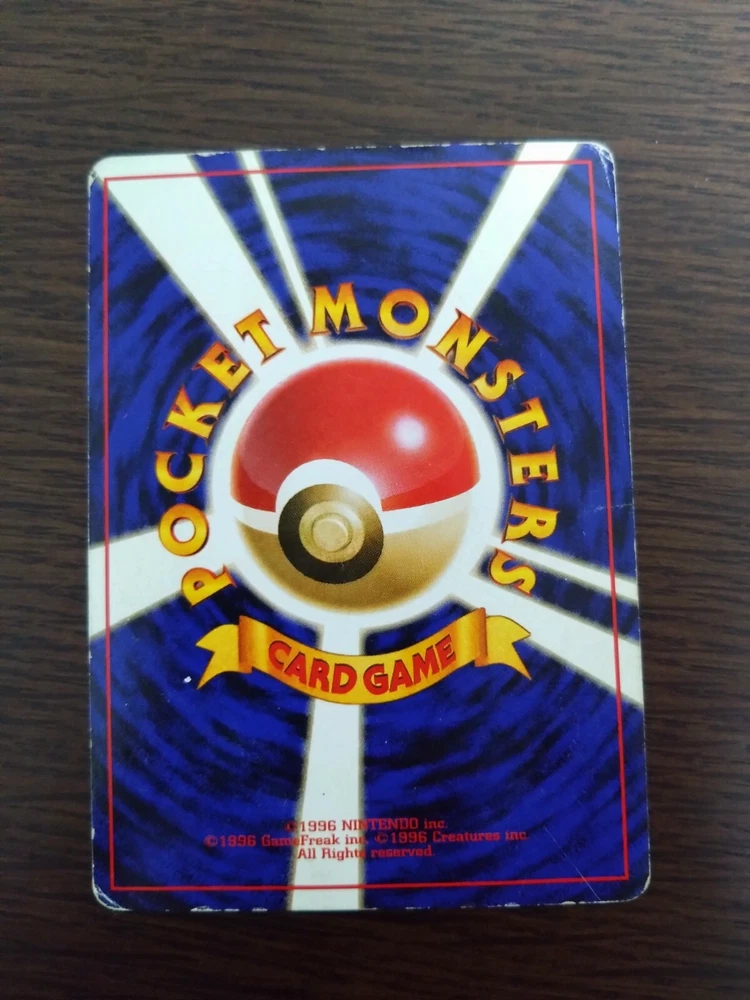 POCKET MONSTERS
CARD GAME
©1996 NINTENDO inc.
©1996 GameFreak inc. ©1996 Creatures inc.
All Rights reserved.